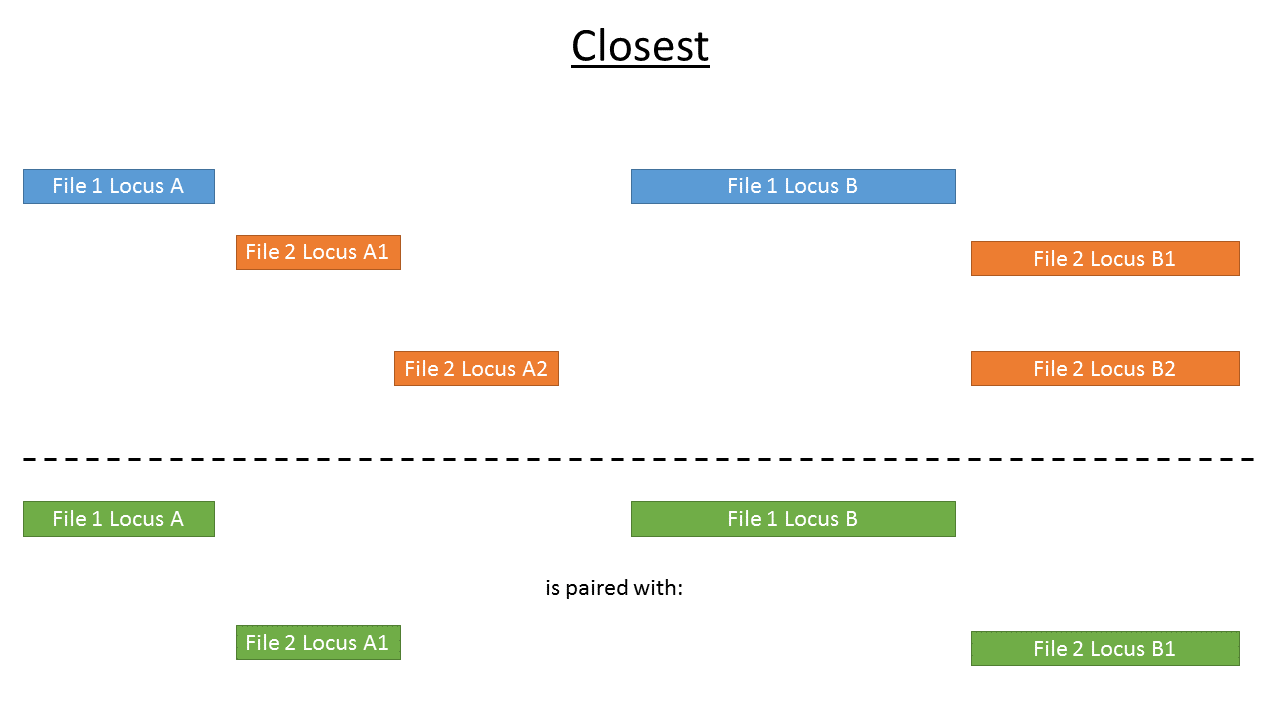 Closest
File 1 Locus A
File 1 Locus B
File 2 Locus A1
File 2 Locus B1
File 2 Locus A2
File 2 Locus B2
File 1 Locus A
File 1 Locus B
is paired with:
File 2 Locus A1
File 2 Locus B1